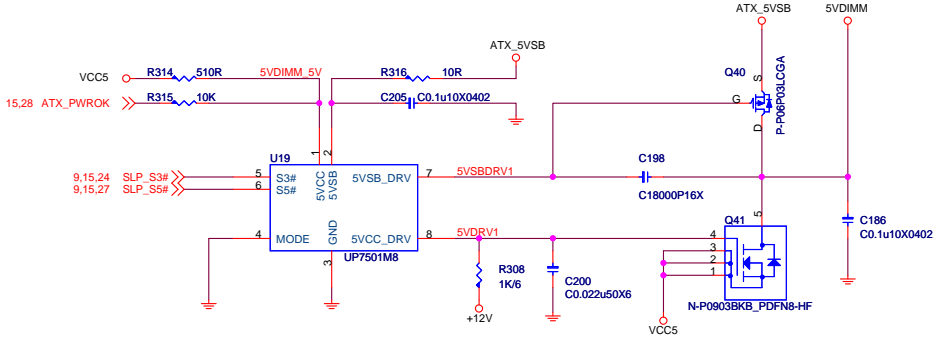 ATX_5VSB 5VDIMM
ATX_5VSB
VCC5 R314 510R 5VDIMM_5V R316 10R Q40
15,28 ATX_PWROK R315 10K C205 C0.1u10X0402
S
G
D
P-P06P03LCGA
1 2
U19
9,15,24 SLP_S3# 5 S3# 5VCC 5VSB 5VSB_DRV 7 5VSBDRV1
9,15,27 SLP_S5# 6 S5#
C198
C18000P16X
4 MODE GND 5VCC_DRV 8 5VDRV1
3
UP7501M8
R308
1K/6
+12V
C200
C0.022u50X6
Q41
5
4
3
2
1
VCC5
N-P0903BKB_PDFN8-HF
C186
C0.1u10X0402